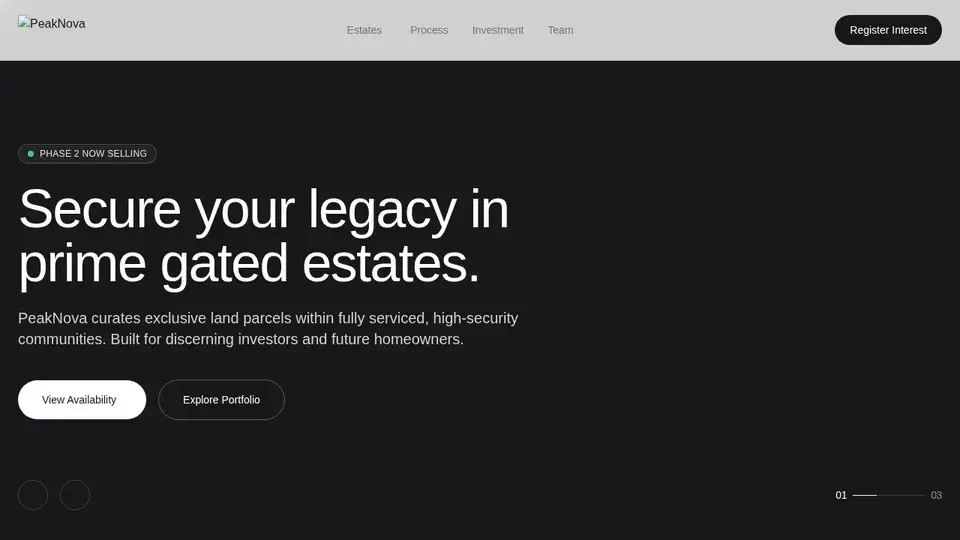 PeakNova
Estates
Process
Investment
Team
Register Interest
PHASE 2 NOW SELLING
Secure your legacy in
prime gated estates.
PeakNova curates exclusive land parcels within fully serviced, high-security
communities. Built for discerning investors and future homeowners.
View Availability
Explore Portfolio
01
03